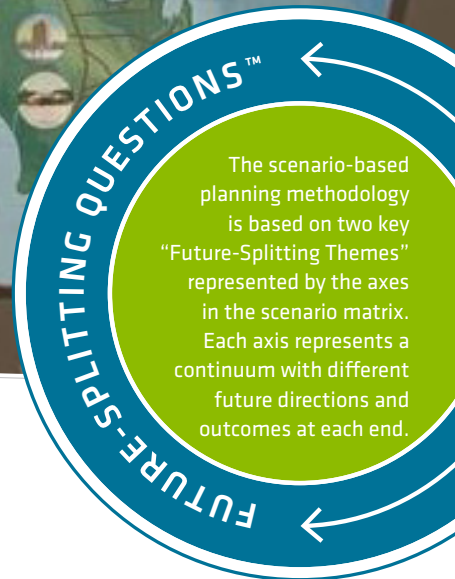 FUTURE-SPLITTING QUESTIONS™
The scenario-based
planning methodology
is based on two key
“Future-Splitting Themes”
represented by the axes
in the scenario matrix.
Each axis represents a
continuum with different
future directions and
outcomes at each end.